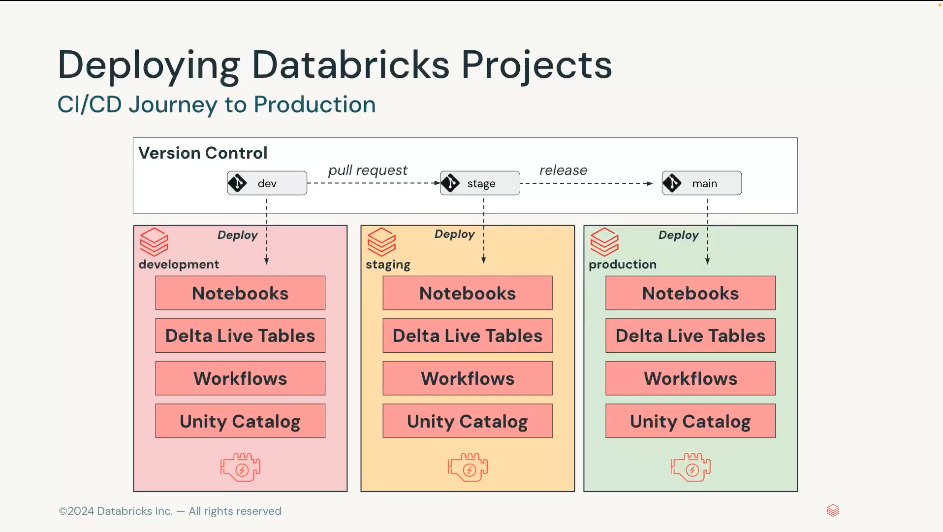 Deploying Databricks Projects
CI/CD Journey to Production
Version Control
dev
pull request
stage
release
main
Deploy
development
Notebooks
Delta Live Tables
Workflows
Unity Catalog
Deploy
staging
Notebooks
Delta Live Tables
Workflows
Unity Catalog
Deploy
production
Notebooks
Delta Live Tables
Workflows
Unity Catalog
©2024 Databricks Inc. — All rights reserved